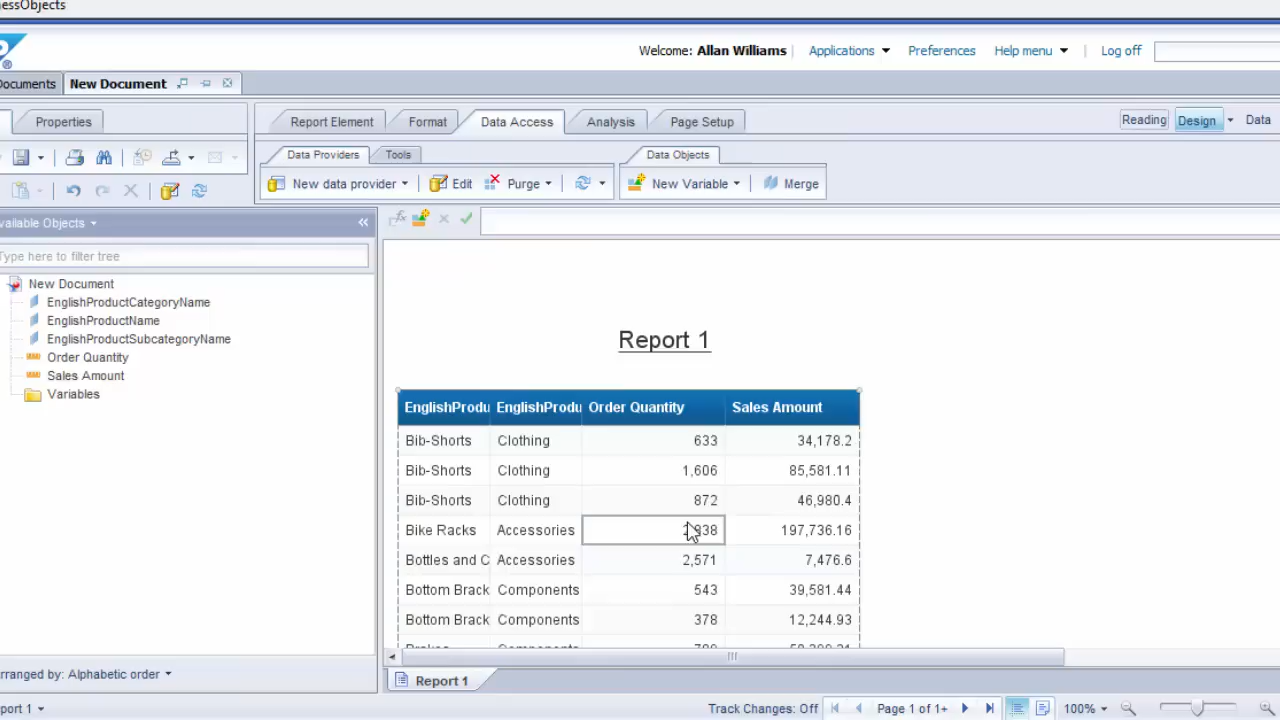 essObjects
Welcome: Allan Williams Applications Preferences Help menu Log off
Documents New Document
Properties Report Element Format Data Access Analysis Page Setup Reading Design Data
Data Providers Tools Data Objects
New data provider Edit Purge New Variable Merge
vailable Objects
Type here to filter tree
New Document
EnglishProductCategoryName
EnglishProductName
EnglishProductSubcategoryName
Order Quantity
Sales Amount
Variables
Report 1
EnglishProdu EnglishProdu Order Quantity Sales Amount
Bib-Shorts Clothing 633 34,178.2
Bib-Shorts Clothing 1,606 85,581.11
Bib-Shorts Clothing 872 46,980.4
Bike Racks Accessories 197,736.16
Bottles and C Accessories 2,571 7,476.6
Bottom Brack Components 543 39,581.44
Bottom Brack Components 378 12,244.93
rranged by: Alphabetic order
Report 1
port 1 Track Changes: Off Page 1 of 1+ 100%